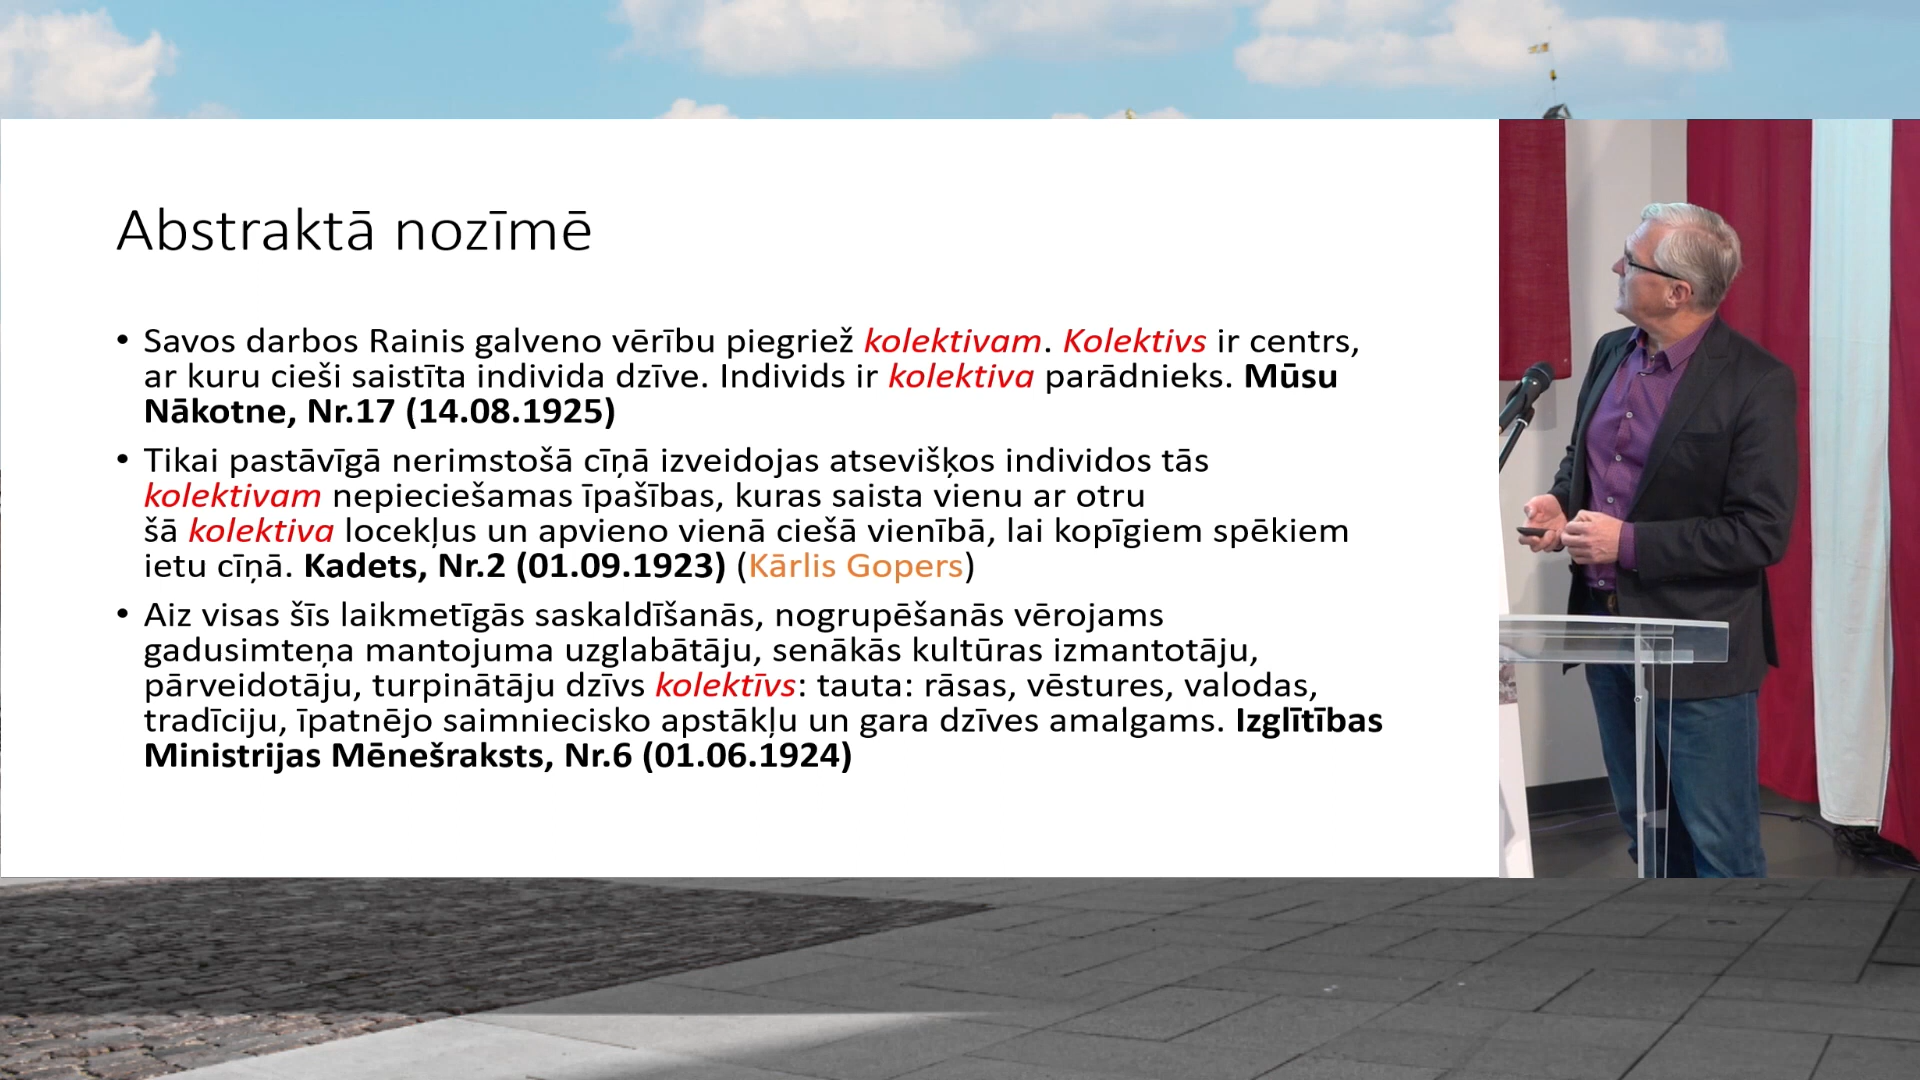 Abstraktā nozīmē
• Savos darbos Rainis galveno vērību piegriež kolektivam. Kolektivs ir centrs,
ar kuru cieši saistīta individa dzīve. Individs ir kolektiva parādnieks. Mūsu
Nākotne, Nr.17 (14.08.1925)
• Tikai pastāvīgā nerimstošā cīņā izveidojas atsevišķos individos tās
kolektivam nepieciešamas īpašības, kuras saista vienu ar otru
šā kolektiva locekļus un apvieno vienā ciešā vienībā, lai kopīgiem spēkiem
ietu cīņā. Kadets, Nr.2 (01.09.1923) (Kārlis Gopers)
• Aiz visas šīs laikmetīgās saskaldīšanās, nogrupēšanās vērojams
gadusimteņa mantojuma uzglabātāju, senākās kultūras izmantotāju,
pārveidotāju, turpinātāju dzīvs kolektīvs: tauta: rāsas, vēstures, valodas,
tradīciju, īpatnējo saimniecisko apstākļu un gara dzīves amalgams. Izglītības
Ministrijas Mēnešraksts, Nr.6 (01.06.1924)